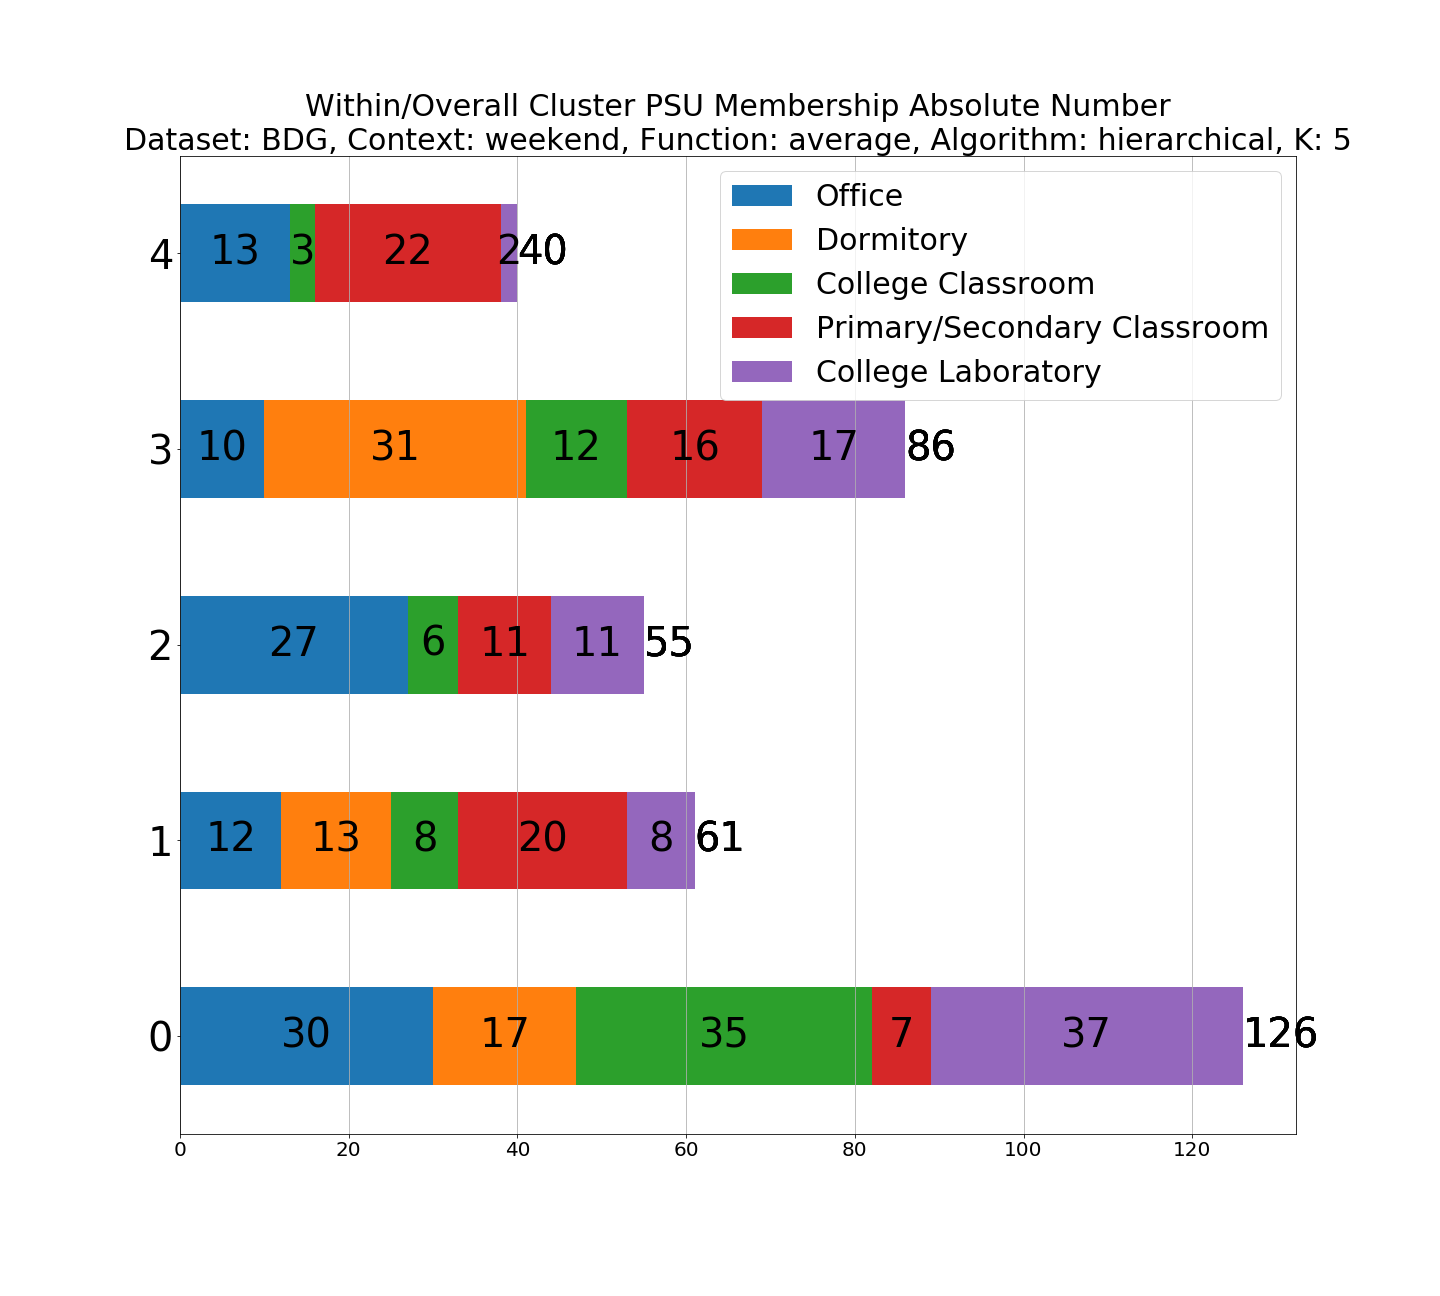 Within/Overall Cluster PSU Membership Absolute Number
Dataset: BDG, Context: weekend, Function: average, Algorithm: hierarchical, K: 5
Office
Dormitory
College Classroom
Primary/Secondary Classroom
College Laboratory
4 13 3 22 2 40
3 10 31 12 16 17 86
2 27 6 11 11 55
1 12 13 8 20 8 61
0 30 17 35 7 37 126
0 20 40 60 80 100 120